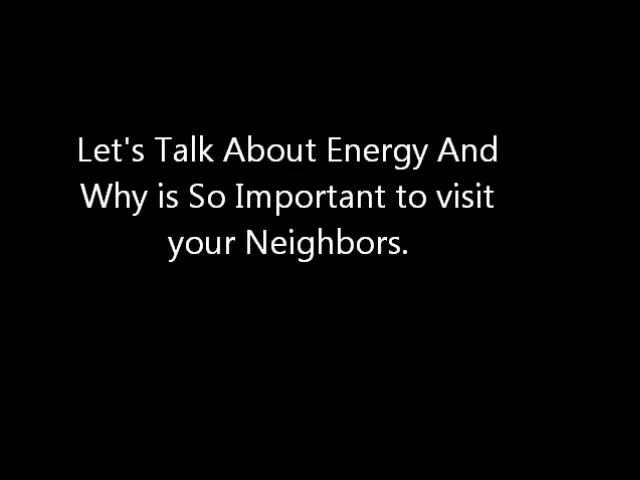 Let's Talk About Energy And
Why is So Important to visit
your Neighbors.